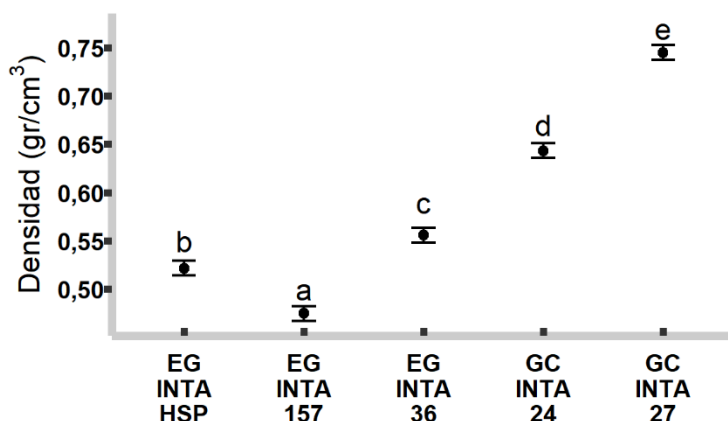 Densidad (gr/cm³)
0,75
0,70
0,65
0,60
0,55
0,50
b
a
c
d
e
EG
INTA
HSP
EG
INTA
157
EG
INTA
36
GC
INTA
24
GC
INTA
27